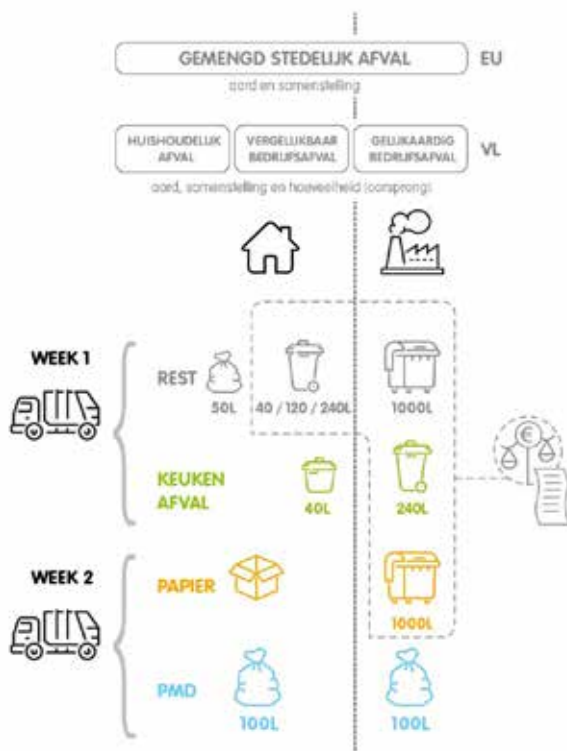 GEMENGD STEDELIJK AFVAL
EU
aard en samenstelling
HUISHOUDELIJK
AFVAL
VERGELIJKBAAR
BEDRIJFSAFVAL
GELIJKAARDIG
BEDRIJFSAFVAL
VL
aard, samenstelling en hoeveelheid (oorsprong)
WEEK 1
REST
50L
40 / 120 / 240L
1000L
€
KEUKEN
AFVAL
40L
240L
WEEK 2
PAPIER
1000L
PMD
100L
100L